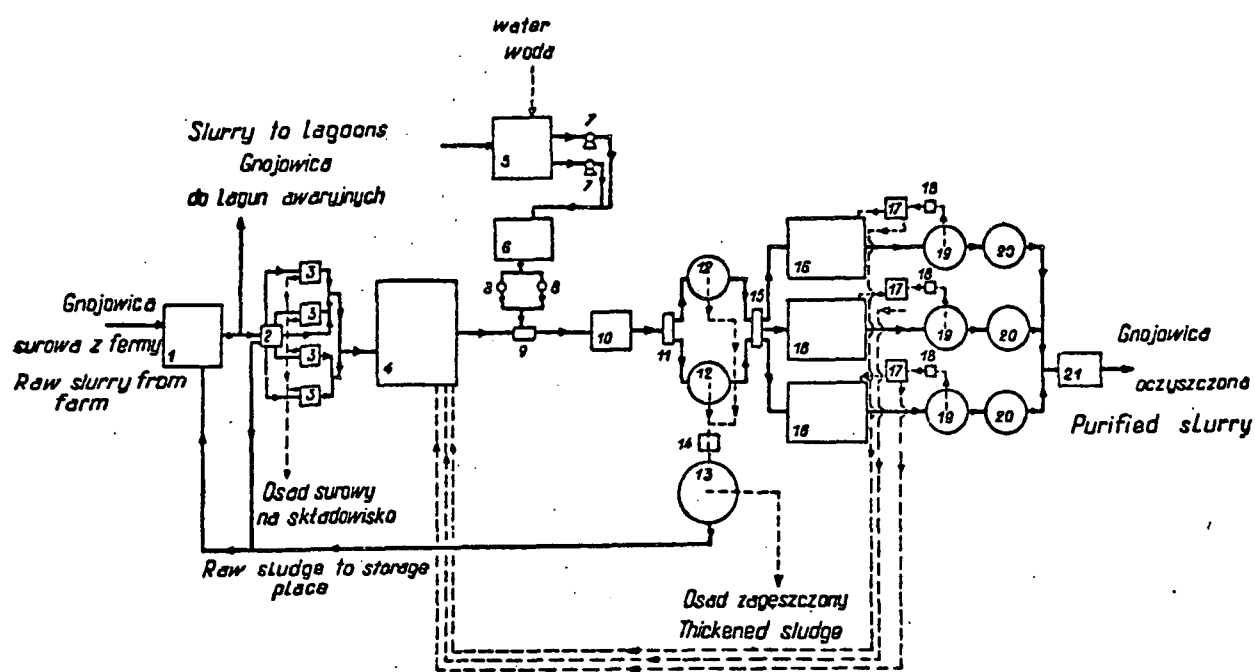 water
woda
Slurry to lagoons
Gnojowica
do lagun awaryjnych
7
5
7
6
8
8
Gnojowica
surowa z fermy
Raw slurry from
farm
1
2
3
3
3
3
4
9
10
11
12
12
15
16
18
18
17
18
17
18
17
18
19
19
19
20
20
20
21
Gnojowica
oczyszczona
Purified slurry
14
13
Osad surowy
na składowisko
Raw sludge to storage
place
Osad zagęszczony
Thickened sludge